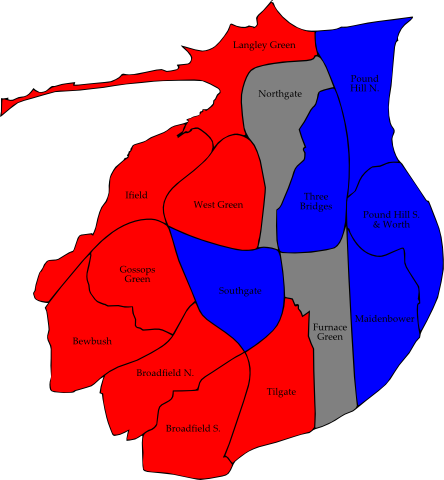 Langley Green
Pound
Hill N.
Northgate
Ifield
West Green
Three
Bridges
Pound Hill S.
& Worth
Gossops
Green
Southgate
Bewbush
Furnace
Green
Maidenbower
Broadfield N.
Tilgate
Broadfield S.